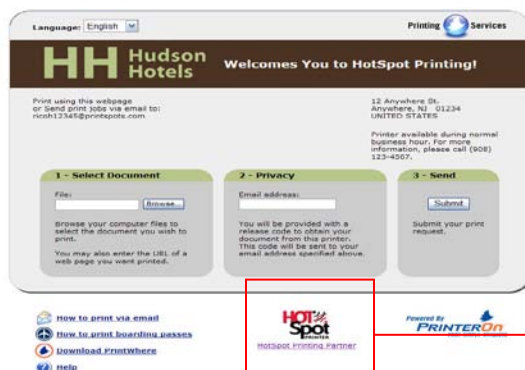 Language: English
Printing Services
HH Hudson Hotels
Welcomes You to HotSpot Printing!
Print using this webpage
or Send print jobs via email to:
ricoh12345@printspots.com
12 Anywhere St.
Anywhere, NJ 01234
UNITED STATES
Printer available during normal
business hour. For more
information, please call (908)
123-4567.
1 - Select Document
File:
Browse...
Browse your computer files to
select the document you wish to
print.
You may also enter the URL of a
web page you want printed.
2 - Privacy
Email address:
You will be provided with a
release code to obtain your
document from this printer.
This code will be sent to your
email address specified above.
3 - Send
Submit
Submit your print
request.
How to print via email
How to print boarding passes
Download PrintWhere
Help
HOT Spot
PRINTER
HotSpot Printing Partner
Powered By
PRINTERON